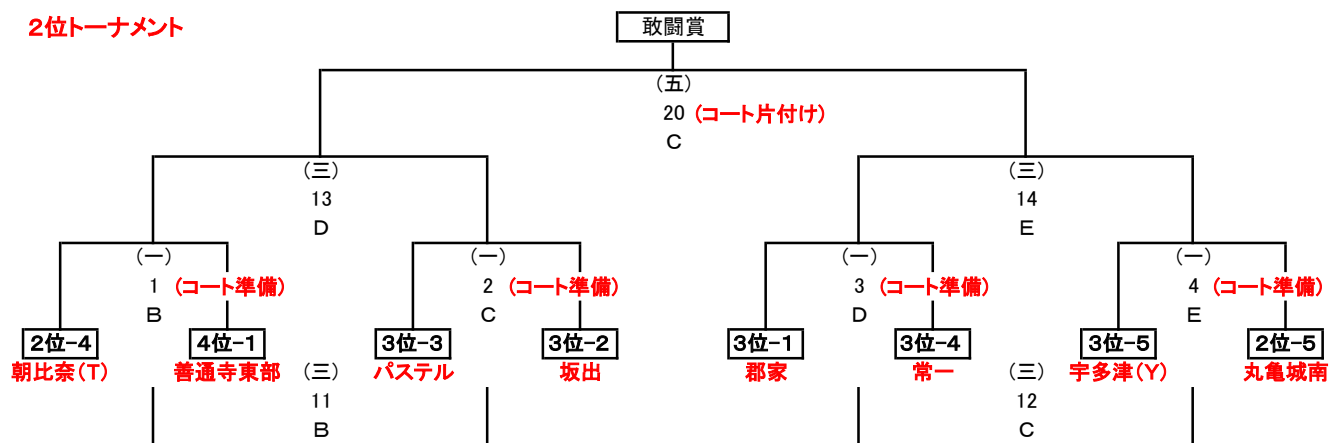 2位トーナメント
敢闘賞
(五)
20 (コート片付け)
C
(三) (三)
13 14
D E
(一) (一) (一) (一)
1 (コート準備) 2 (コート準備) 3 (コート準備) 4 (コート準備)
B C D E
2位-4 4位-1 3位-3 3位-2 3位-1 3位-4 3位-5 2位-5
朝比奈(T) 善通寺東部 (三) パステル 坂出 郡家 常一 (三) 宇多津(Y) 丸亀城南
11 12
B C